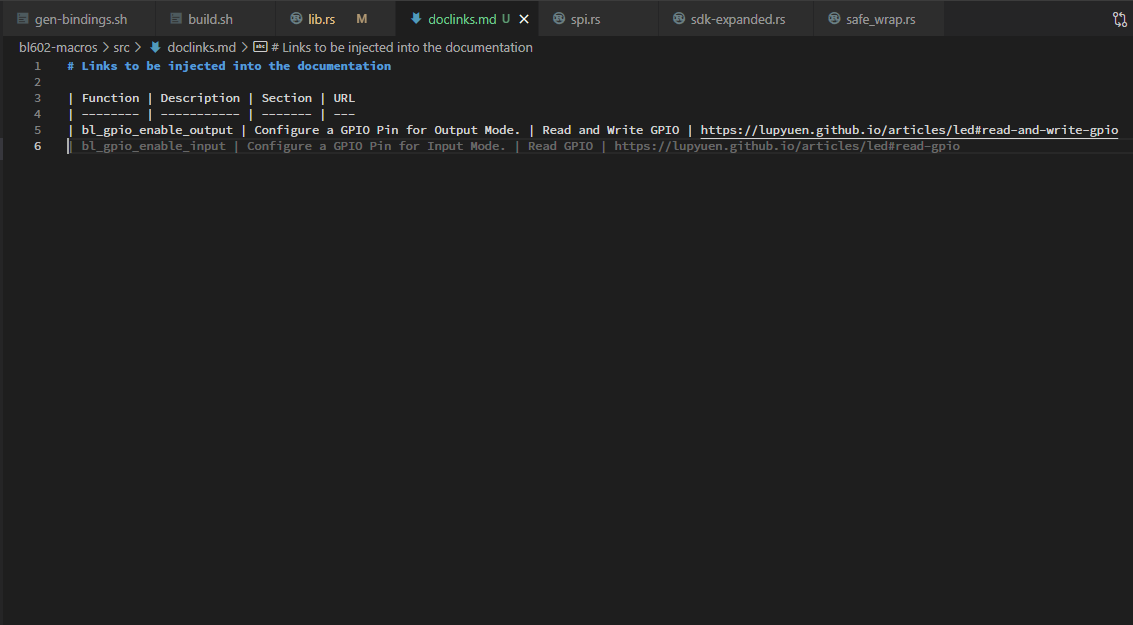 gen-bindings.sh build.sh lib.rs M doclinks.md U spi.rs sdk-expanded.rs safe_wrap.rs
bl602-macros > src > doclinks.md > abc # Links to be injected into the documentation
1 # Links to be injected into the documentation
2
3 | Function | Description | Section | URL
4 | -------- | ----------- | ------- | ---
5 | bl_gpio_enable_output | Configure a GPIO Pin for Output Mode. | Read and Write GPIO | https://lupyuen.github.io/articles/led#read-and-write-gpio
6 | bl_gpio_enable_input | Configure a GPIO Pin for Input Mode. | Read GPIO | https://lupyuen.github.io/articles/led#read-gpio